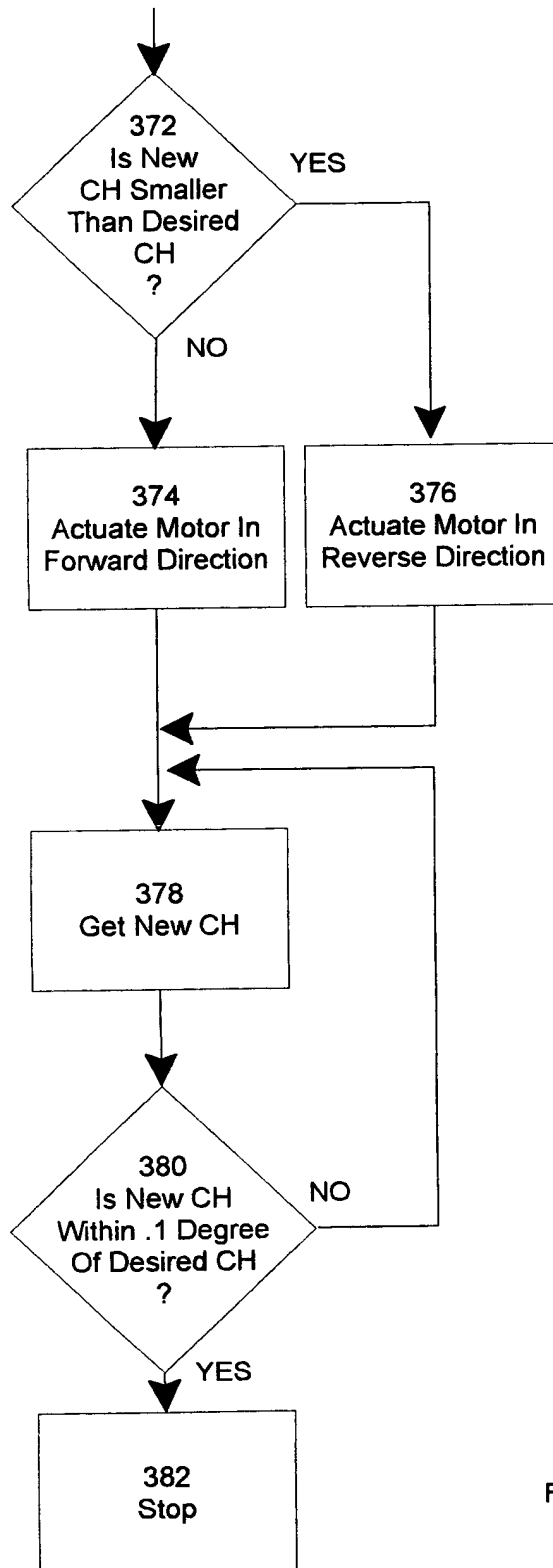 372
Is New
CH Smaller
Than Desired
CH
?
YES
NO
374
Actuate Motor In
Forward Direction
376
Actuate Motor In
Reverse Direction
378
Get New CH
380
Is New CH
Within .1 Degree
Of Desired CH
?
NO
YES
382
Stop
F